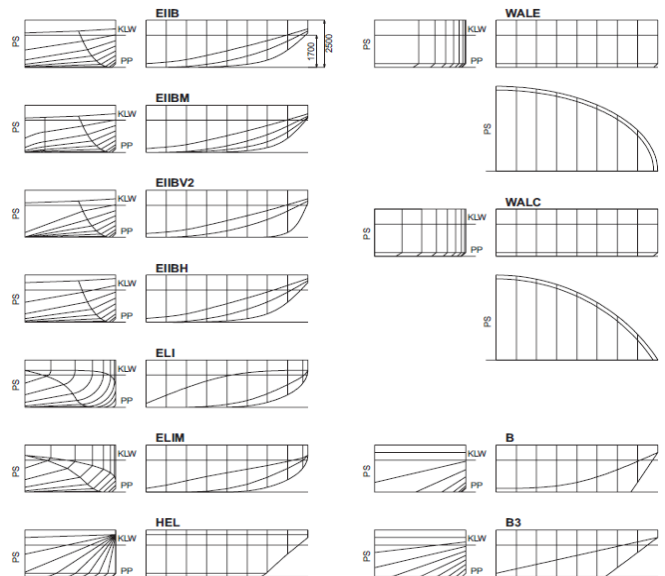 EIIB
PS
KLW
PP
1700
2500
EIIBM
PS
KLW
PP
EIIBV2
PS
KLW
PP
EIIBH
PS
KLW
PP
ELI
PS
KLW
PP
ELIM
PS
KLW
PP
HEL
PS
KLW
PP
WALE
PS
KLW
PP
PS
WALC
PS
KLW
PP
PS
B
PS
KLW
PP
B3
PS
KLW
PP